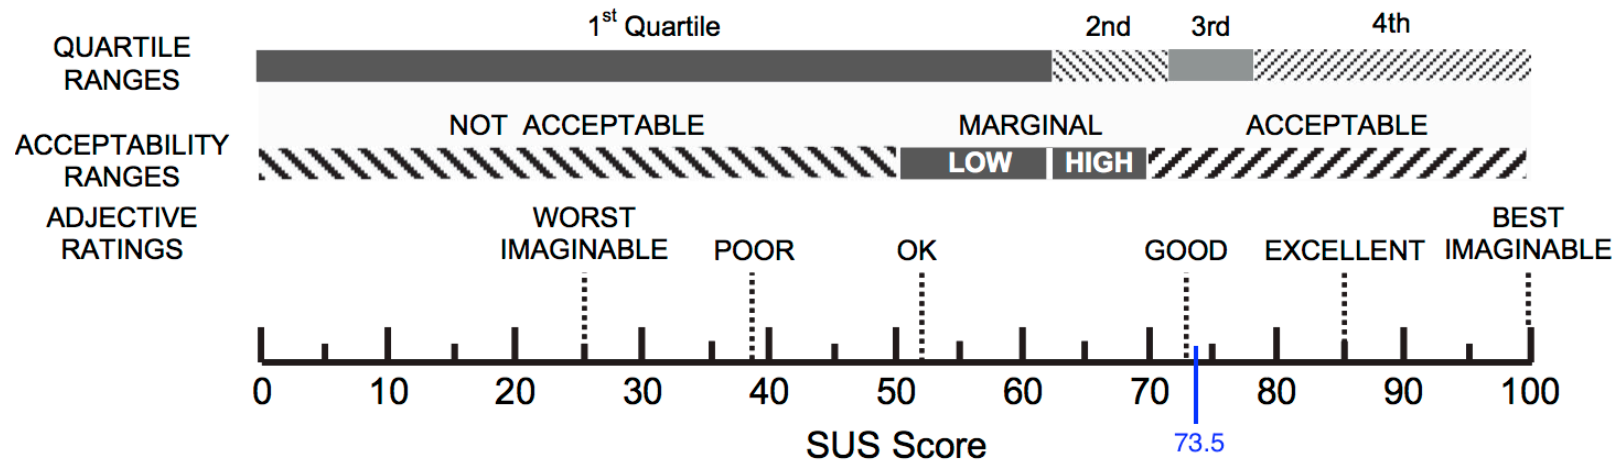 1st Quartile 2nd 3rd 4th
QUARTILE
RANGES
NOT ACCEPTABLE MARGINAL ACCEPTABLE
ACCEPTABILITY
RANGES
LOW HIGH
ADJECTIVE
RATINGS
WORST
IMAGINABLE
POOR
OK
GOOD
EXCELLENT
BEST
IMAGINABLE
0 10 20 30 40 50 60 70 80 90 100
SUS Score
73.5